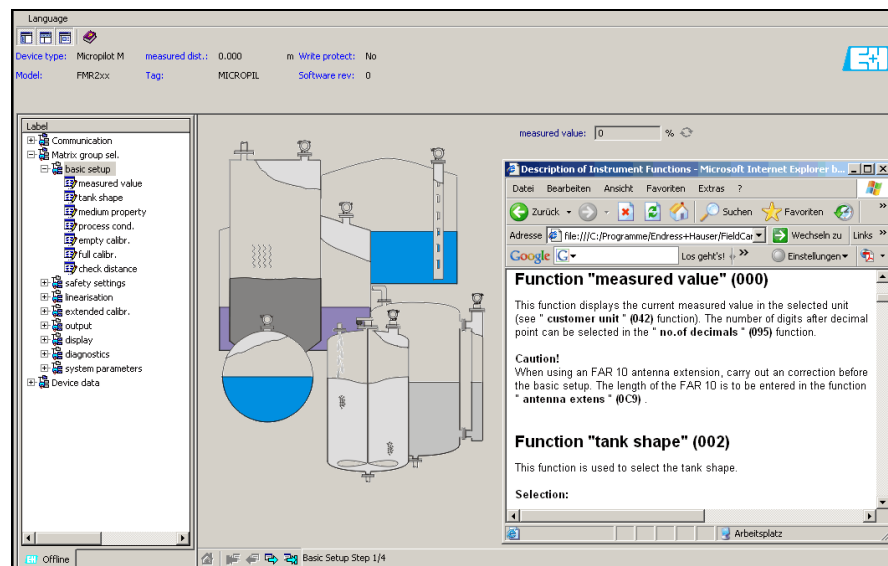 Language
Device type: Micropilot M measured dist.: 0.000 m Write protect: No
Model: FMR2xx Tag: MICROPIL Software rev: 0
E+H
Label
Communication
Matrix group sel.
basic setup
measured value
tank shape
medium property
process cond.
empty calibr.
full calibr.
check distance
safety settings
linearisation
extended calibr.
output
display
diagnostics
system parameters
Device data
Offline
measured value: 0 %
Description of Instrument Functions - Microsoft Internet Explorer b...
Datei Bearbeiten Ansicht Favoriten Extras ? »
Zurück Suchen Favoriten »
Adresse file:///C:/Programme/Endress+Hauser/FieldCar Wechseln zu Links »
Google G Los geht's! » Einstellungen
Function "measured value" (000)
This function displays the current measured value in the selected unit
(see " customer unit " (042) function). The number of digits after decimal
point can be selected in the " no.of decimals " (095) function.
Caution!
When using an FAR 10 antenna extension, carry out an correction before
the basic setup. The length of the FAR 10 is to be entered in the function
" antenna extens " (0C9) .
Function "tank shape" (002)
This function is used to select the tank shape.
Selection:
Arbeitsplatz
Basic Setup Step 1/4